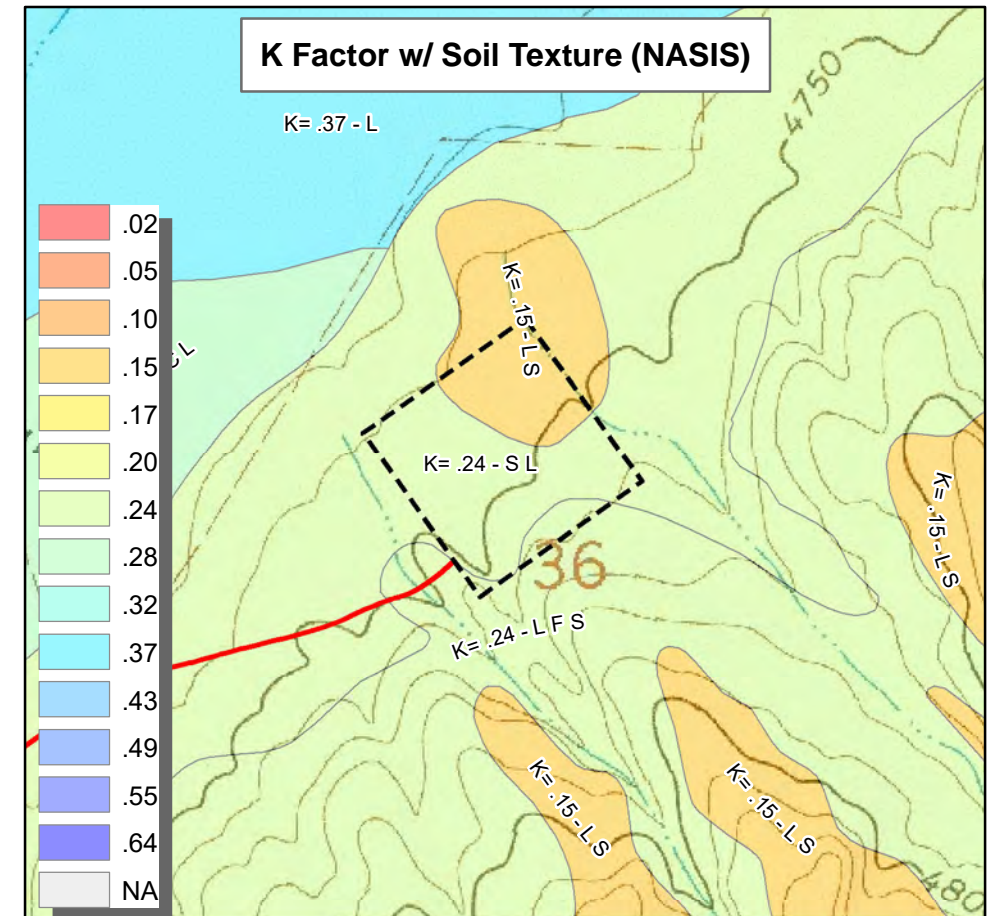 K Factor w/ Soil Texture (NASIS)
4750
K= .37 - L
.02
.05
.10
.15
.17
.20
.24
.28
.32
.37
.43
.49
.55
.64
NA
C L
K= .15 - L S
K= .24 - S L
K= .15 - L S
36
K= .24 - L F S
K= .15 - L S
K= .15 - L S
480